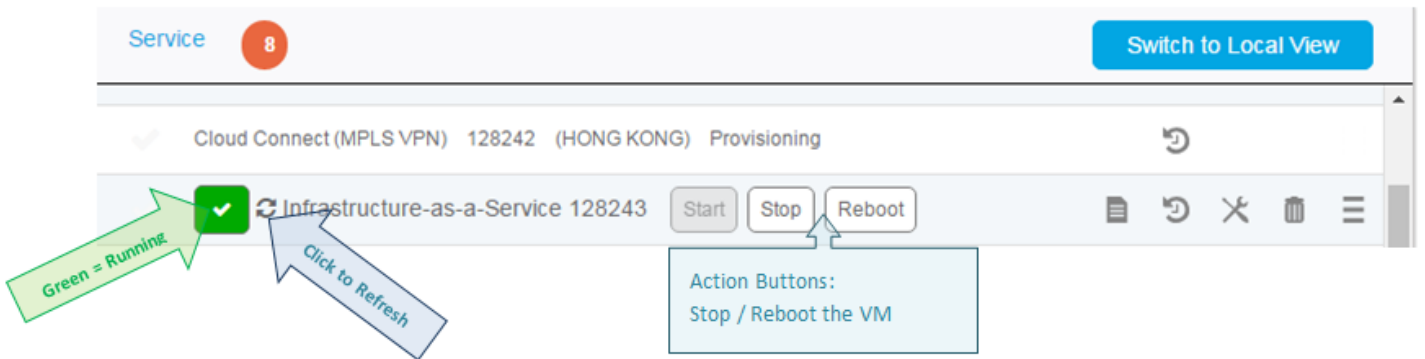 Service 8 Switch to Local View
Cloud Connect (MPLS VPN) 128242 (HONG KONG) Provisioning
Infrastructure-as-a-Service 128243 Start Stop Reboot
Green = Running
Click to Refresh
Action Buttons:
Stop / Reboot the VM